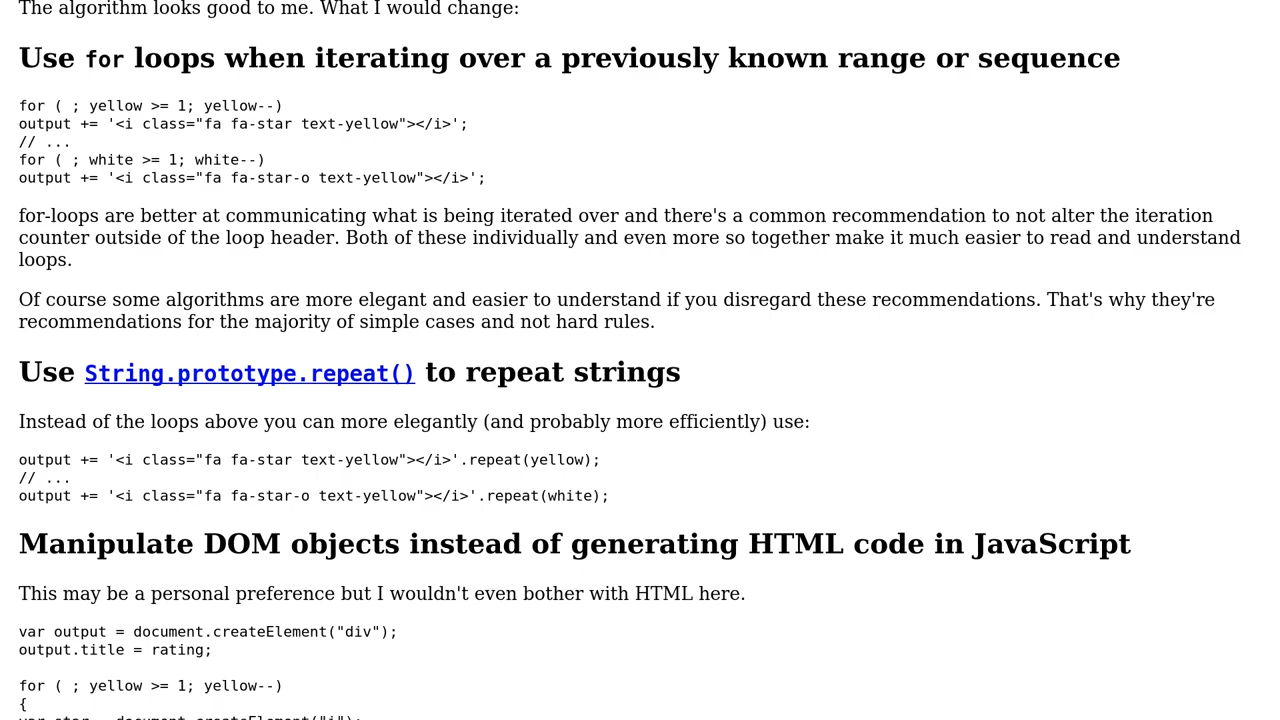 The algorithm looks good to me. What I would change:
Use for loops when iterating over a previously known range or sequence
for ( ; yellow >= 1; yellow--)
output += '<i class="fa fa-star text-yellow"></i>';
// ...
for ( ; white >= 1; white--)
output += '<i class="fa fa-star-o text-yellow"></i>';
for-loops are better at communicating what is being iterated over and there's a common recommendation to not alter the iteration
counter outside of the loop header. Both of these individually and even more so together make it much easier to read and understand
loops.
Of course some algorithms are more elegant and easier to understand if you disregard these recommendations. That's why they're
recommendations for the majority of simple cases and not hard rules.
Use String.prototype.repeat() to repeat strings
Instead of the loops above you can more elegantly (and probably more efficiently) use:
output += '<i class="fa fa-star text-yellow"></i>'.repeat(yellow);
// ...
output += '<i class="fa fa-star-o text-yellow"></i>'.repeat(white);
Manipulate DOM objects instead of generating HTML code in JavaScript
This may be a personal preference but I wouldn't even bother with HTML here.
var output = document.createElement("div");
output.title = rating;
for ( ; yellow >= 1; yellow--)
{
var star = document.createElement("i");